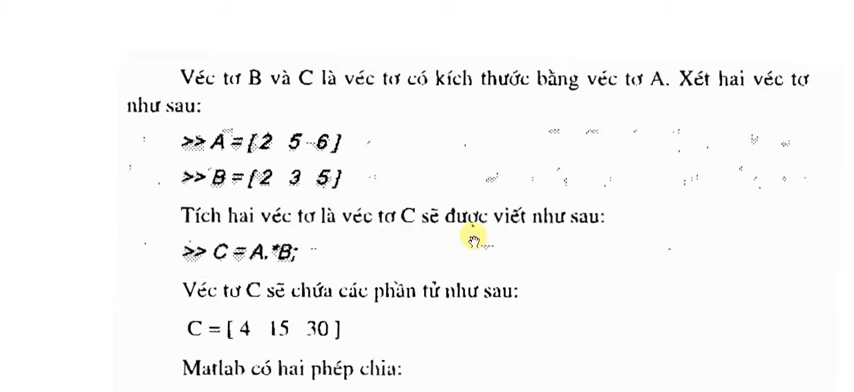 Véc tơ B và C là véc tơ có kích thước bằng véc tơ A. Xét hai véc tơ
như sau:
>> A = [2 5 6]
>> B = [2 3 5]
Tích hai véc tơ là véc tơ C sẽ được viết như sau:
>> C = A.*B;
Véc tơ C sẽ chứa các phần tử như sau:
C = [ 4 15 30 ]
Matlab có hai phép chia: